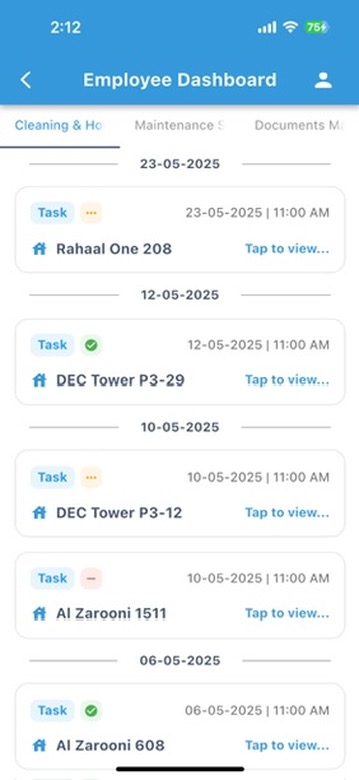 2:12
75
Employee Dashboard
Cleaning & Ho
Maintenance S
Documents Ma
23-05-2025
Task
23-05-2025 | 11:00 AM
Rahaal One 208
Tap to view...
12-05-2025
Task
12-05-2025 | 11:00 AM
DEC Tower P3-29
Tap to view...
10-05-2025
Task
10-05-2025 | 11:00 AM
DEC Tower P3-12
Tap to view...
Task
10-05-2025 | 11:00 AM
Al Zarooni 1511
Tap to view...
06-05-2025
Task
06-05-2025 | 11:00 AM
Al Zarooni 608
Tap to view...